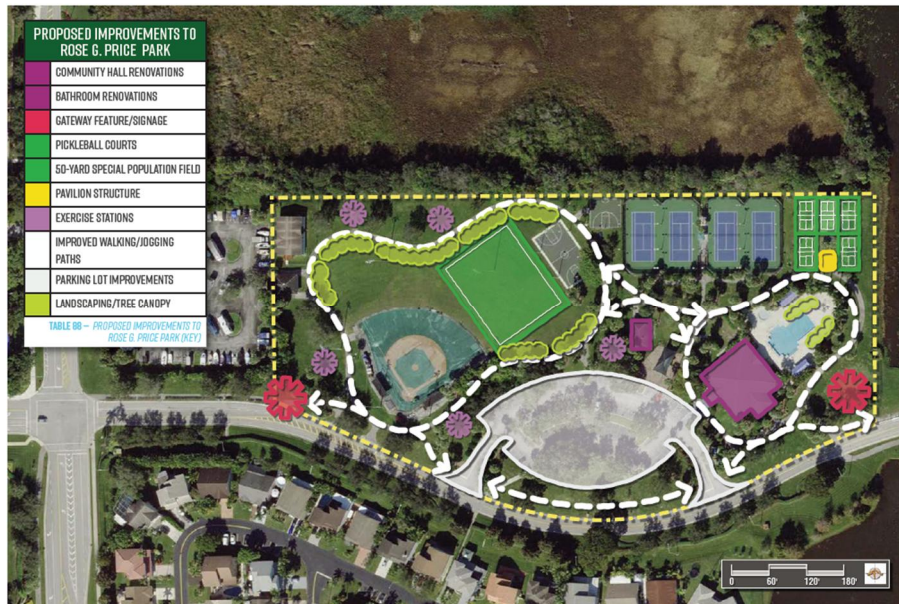 PROPOSED IMPROVEMENTS TO
ROSE G. PRICE PARK
COMMUNITY HALL RENOVATIONS
BATHROOM RENOVATIONS
GATEWAY FEATURE/SIGNAGE
PICKLEBALL COURTS
50-YARD SPECIAL POPULATION FIELD
PAVILION STRUCTURE
EXERCISE STATIONS
IMPROVED WALKING/JOGGING
PATHS
PARKING LOT IMPROVEMENTS
LANDSCAPING/TREE CANOPY
TABLE 88 – PROPOSED IMPROVEMENTS TO
ROSE G. PRICE PARK (KEY)
0 60' 120' 180'